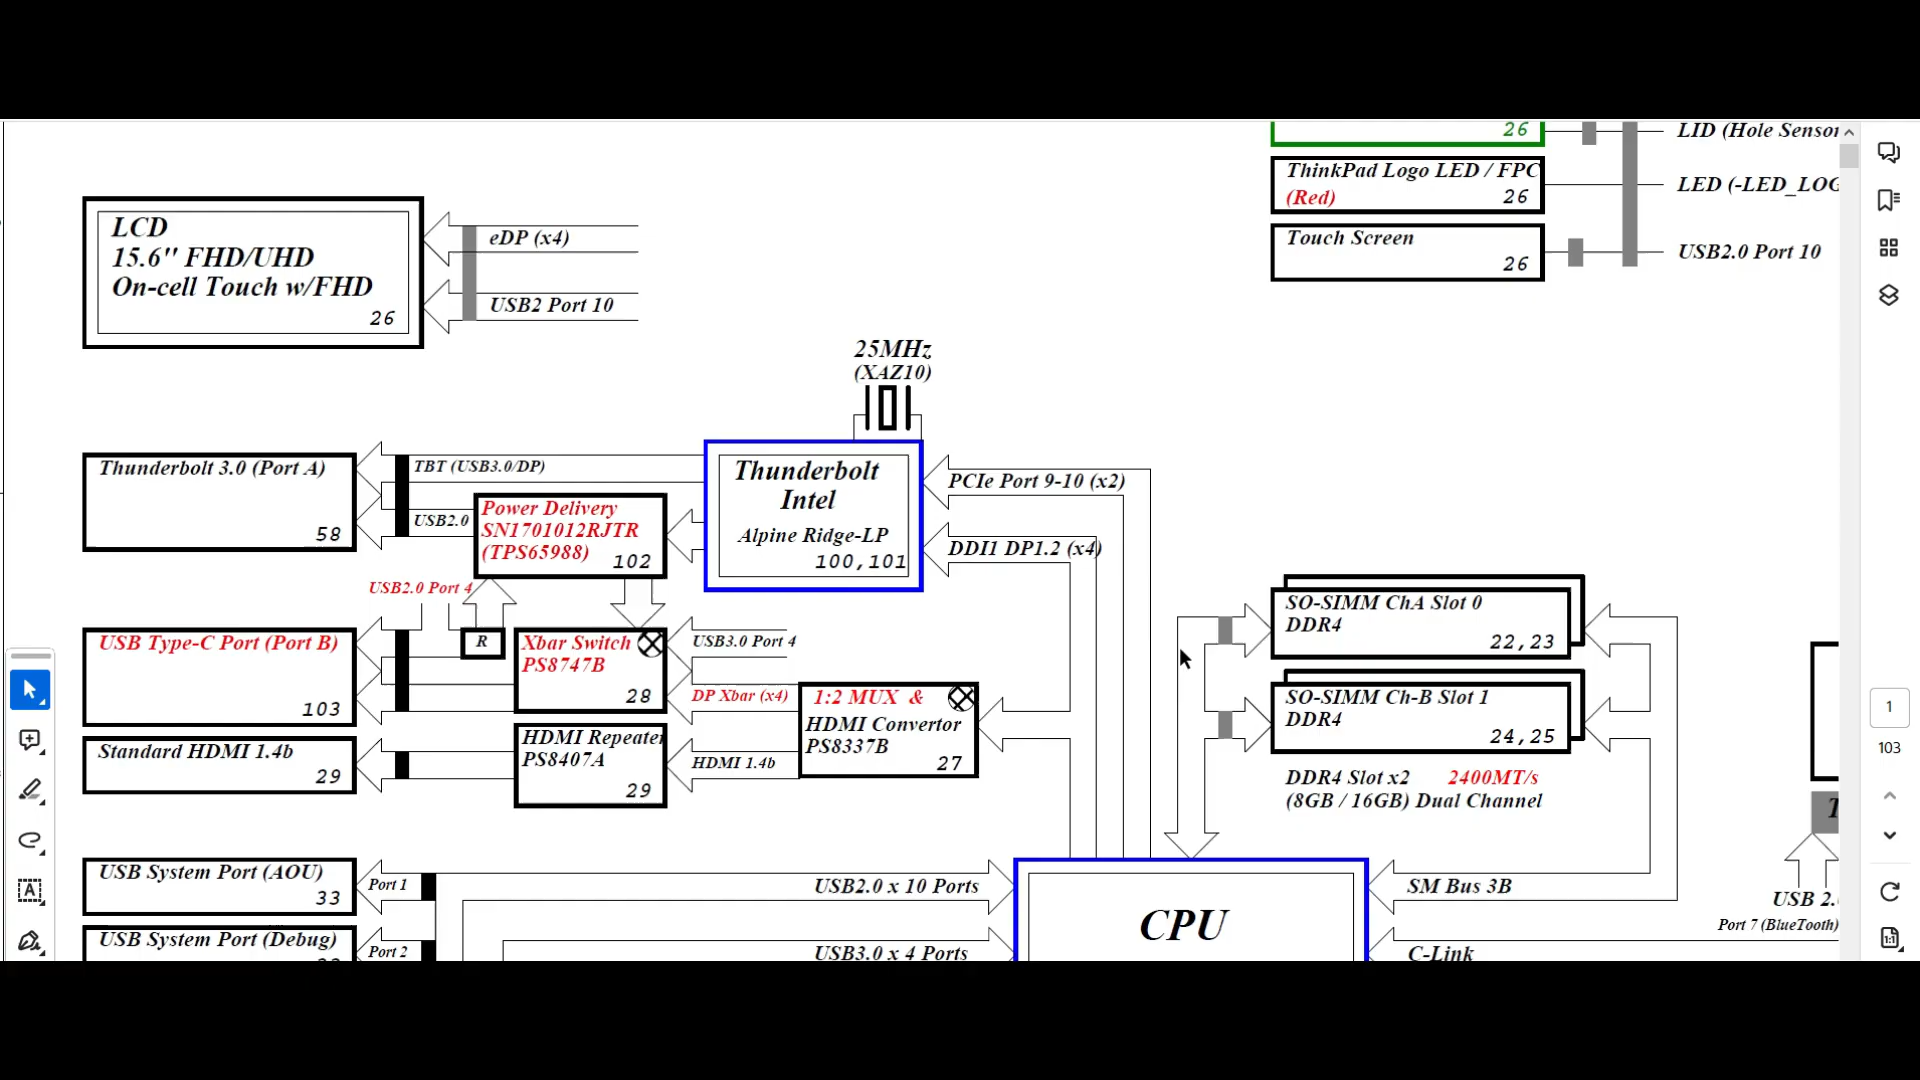 26
LID (Hole Sensor
ThinkPad Logo LED / FPC
(Red)
26
LED (-LED_LOG
Touch Screen
26
USB2.0 Port 10
LCD
15.6" FHD/UHD
On-cell Touch w/FHD
26
eDP (x4)
USB2 Port 10
25MHz
(XAZ10)
Thunderbolt 3.0 (Port A)
58
TBT (USB3.0/DP)
USB2.0
Power Delivery
SN1701012RJTR
(TPS65988)
102
Thunderbolt
Intel
Alpine Ridge-LP
100,101
PCIe Port 9-10 (x2)
DDI1 DP1.2 (x4)
USB2.0 Port 4
USB Type-C Port (Port B)
103
R
Xbar Switch
PS8747B
28
USB3.0 Port 4
DP Xbar (x4)
1:2 MUX &
HDMI Convertor
PS8337B
27
Standard HDMI 1.4b
29
HDMI Repeater
PS8407A
29
HDMI 1.4b
SO-SIMM ChA Slot 0
DDR4
22,23
SO-SIMM Ch-B Slot 1
DDR4
24,25
DDR4 Slot x2 2400MT/s
(8GB / 16GB) Dual Channel
USB System Port (AOU)
33
Port 1
USB2.0 x 10 Ports
USB System Port (Debug)
Port 2
USB3.0 x 4 Ports
CPU
SM Bus 3B
C-Link
USB 2.
Port 7 (BlueTooth)
1
103